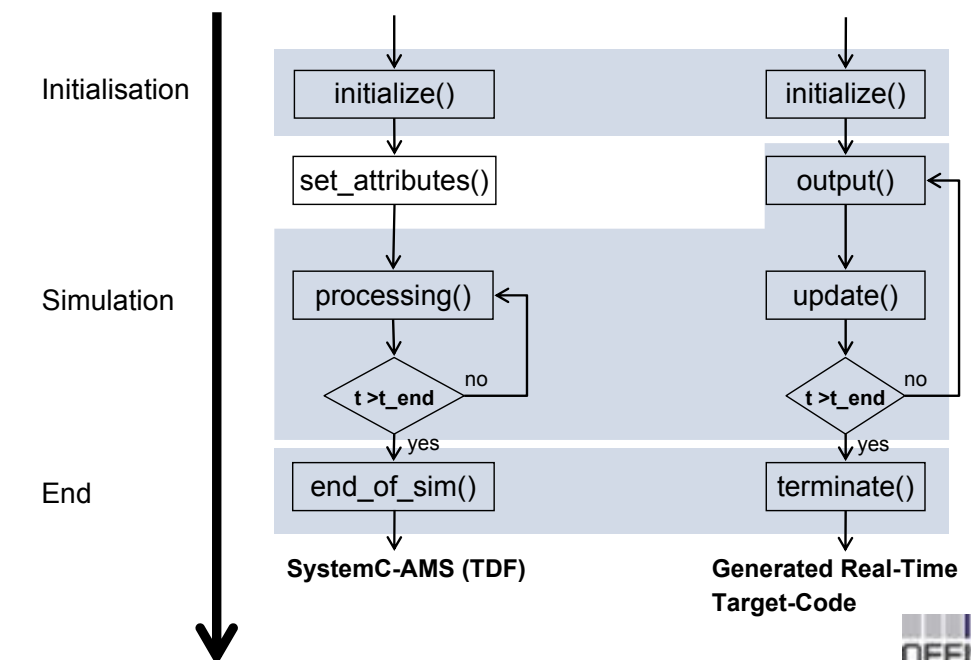 Initialisation
initialize()
initialize()
set_attributes()
output()
Simulation
processing()
update()
t >t_end
no
t >t_end
no
yes
yes
End
end_of_sim()
terminate()
SystemC-AMS (TDF)
Generated Real-Time
Target-Code